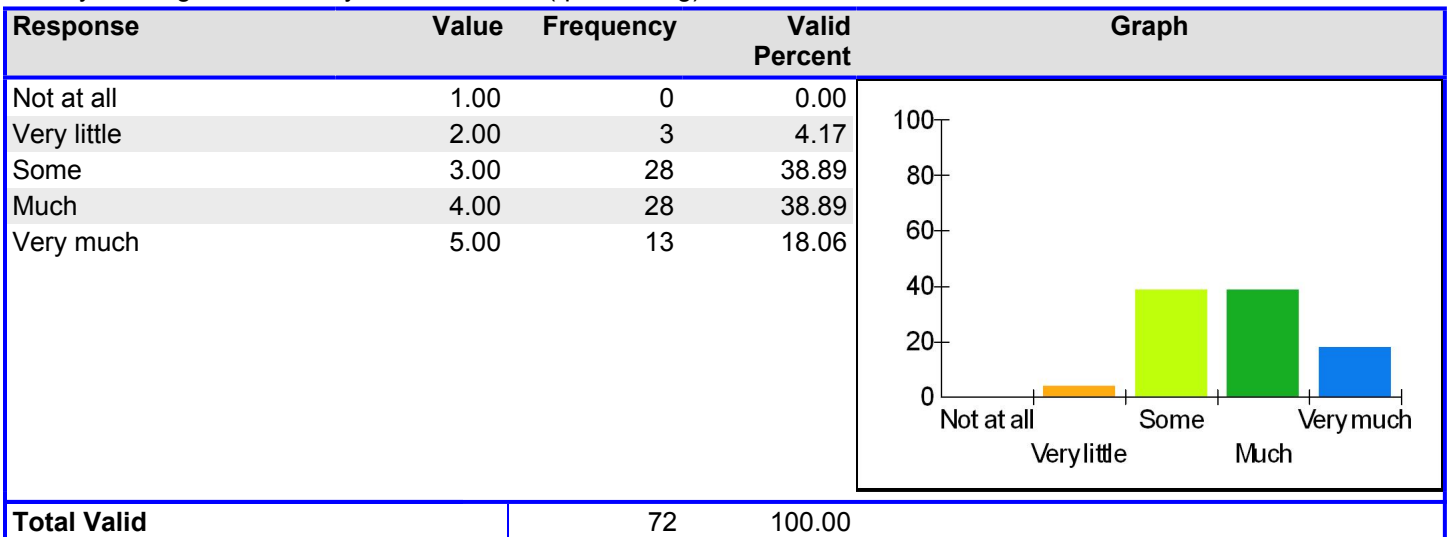 Response Value Frequency Valid Percent Graph
Not at all 1.00 0 0.00
Very little 2.00 3 4.17
Some 3.00 28 38.89
Much 4.00 28 38.89
Very much 5.00 13 18.06
100
80
60
40
20
0
Not at all Some Very much
Very little Much
Total Valid 72 100.00